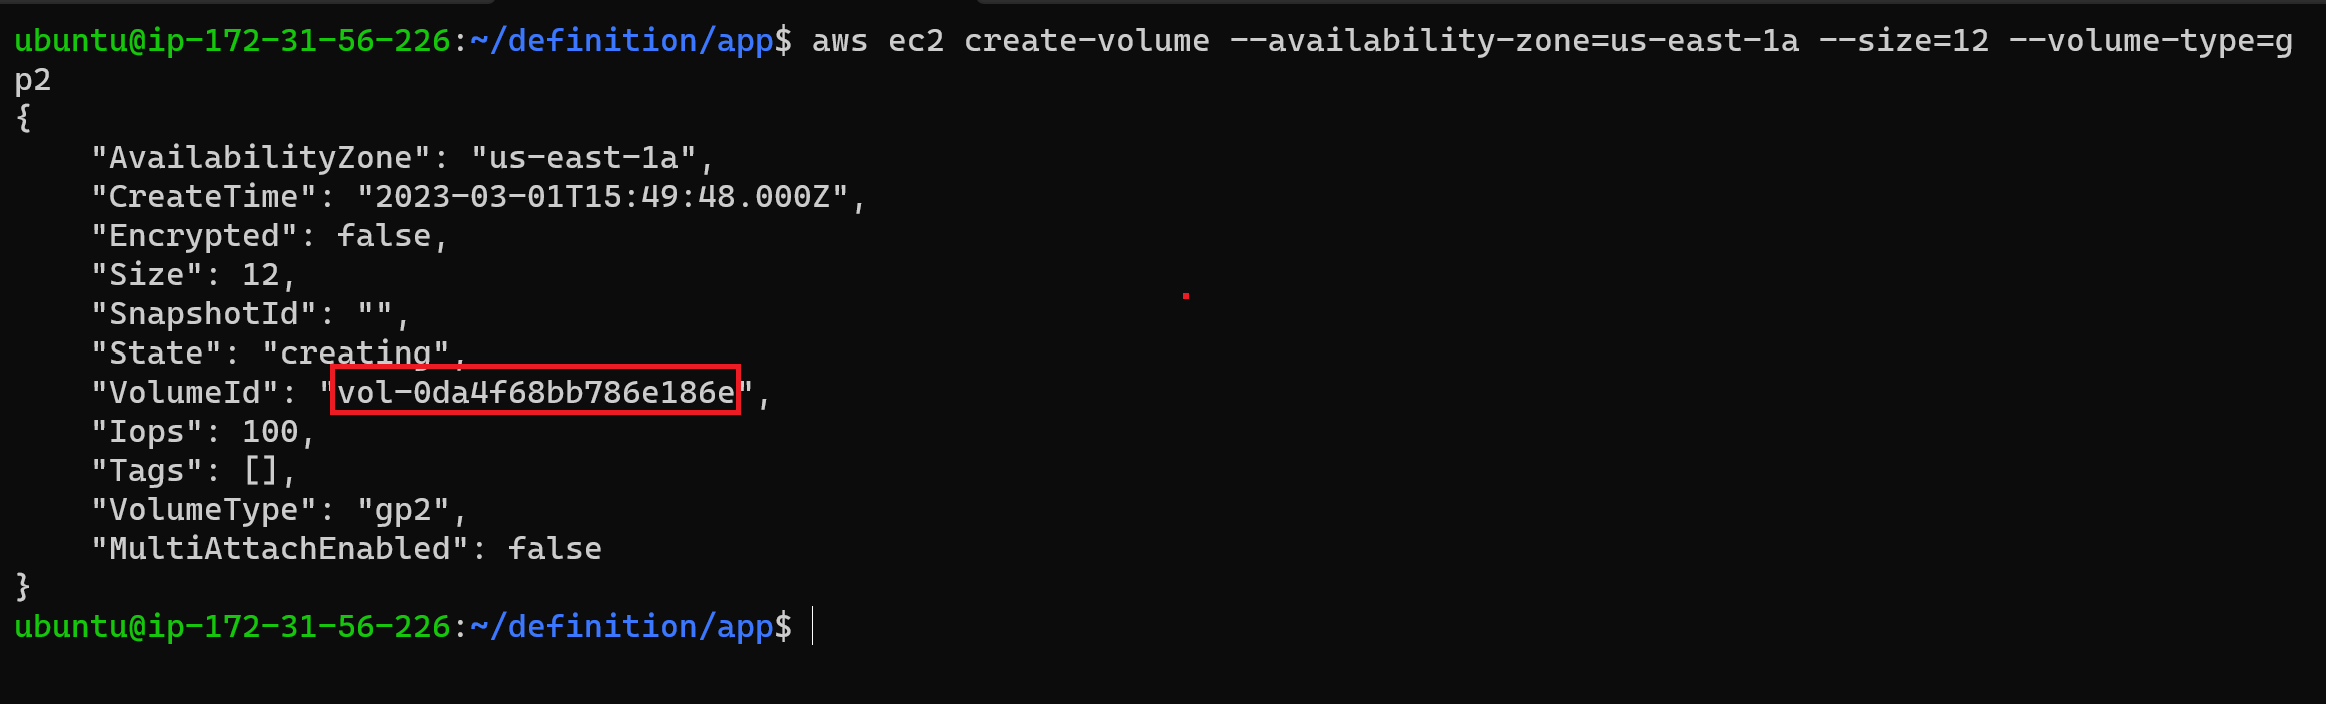 ubuntu@ip-172-31-56-226:~/definition/app$ aws ec2 create-volume --availability-zone=us-east-1a --size=12 --volume-type=g
p2
{
    "AvailabilityZone": "us-east-1a",
    "CreateTime": "2023-03-01T15:49:48.000Z",
    "Encrypted": false,
    "Size": 12,
    "SnapshotId": "",
    "State": "creating",
    "VolumeId": "vol-0da4f68bb786e186e",
    "Iops": 100,
    "Tags": [],
    "VolumeType": "gp2",
    "MultiAttachEnabled": false
}
ubuntu@ip-172-31-56-226:~/definition/app$